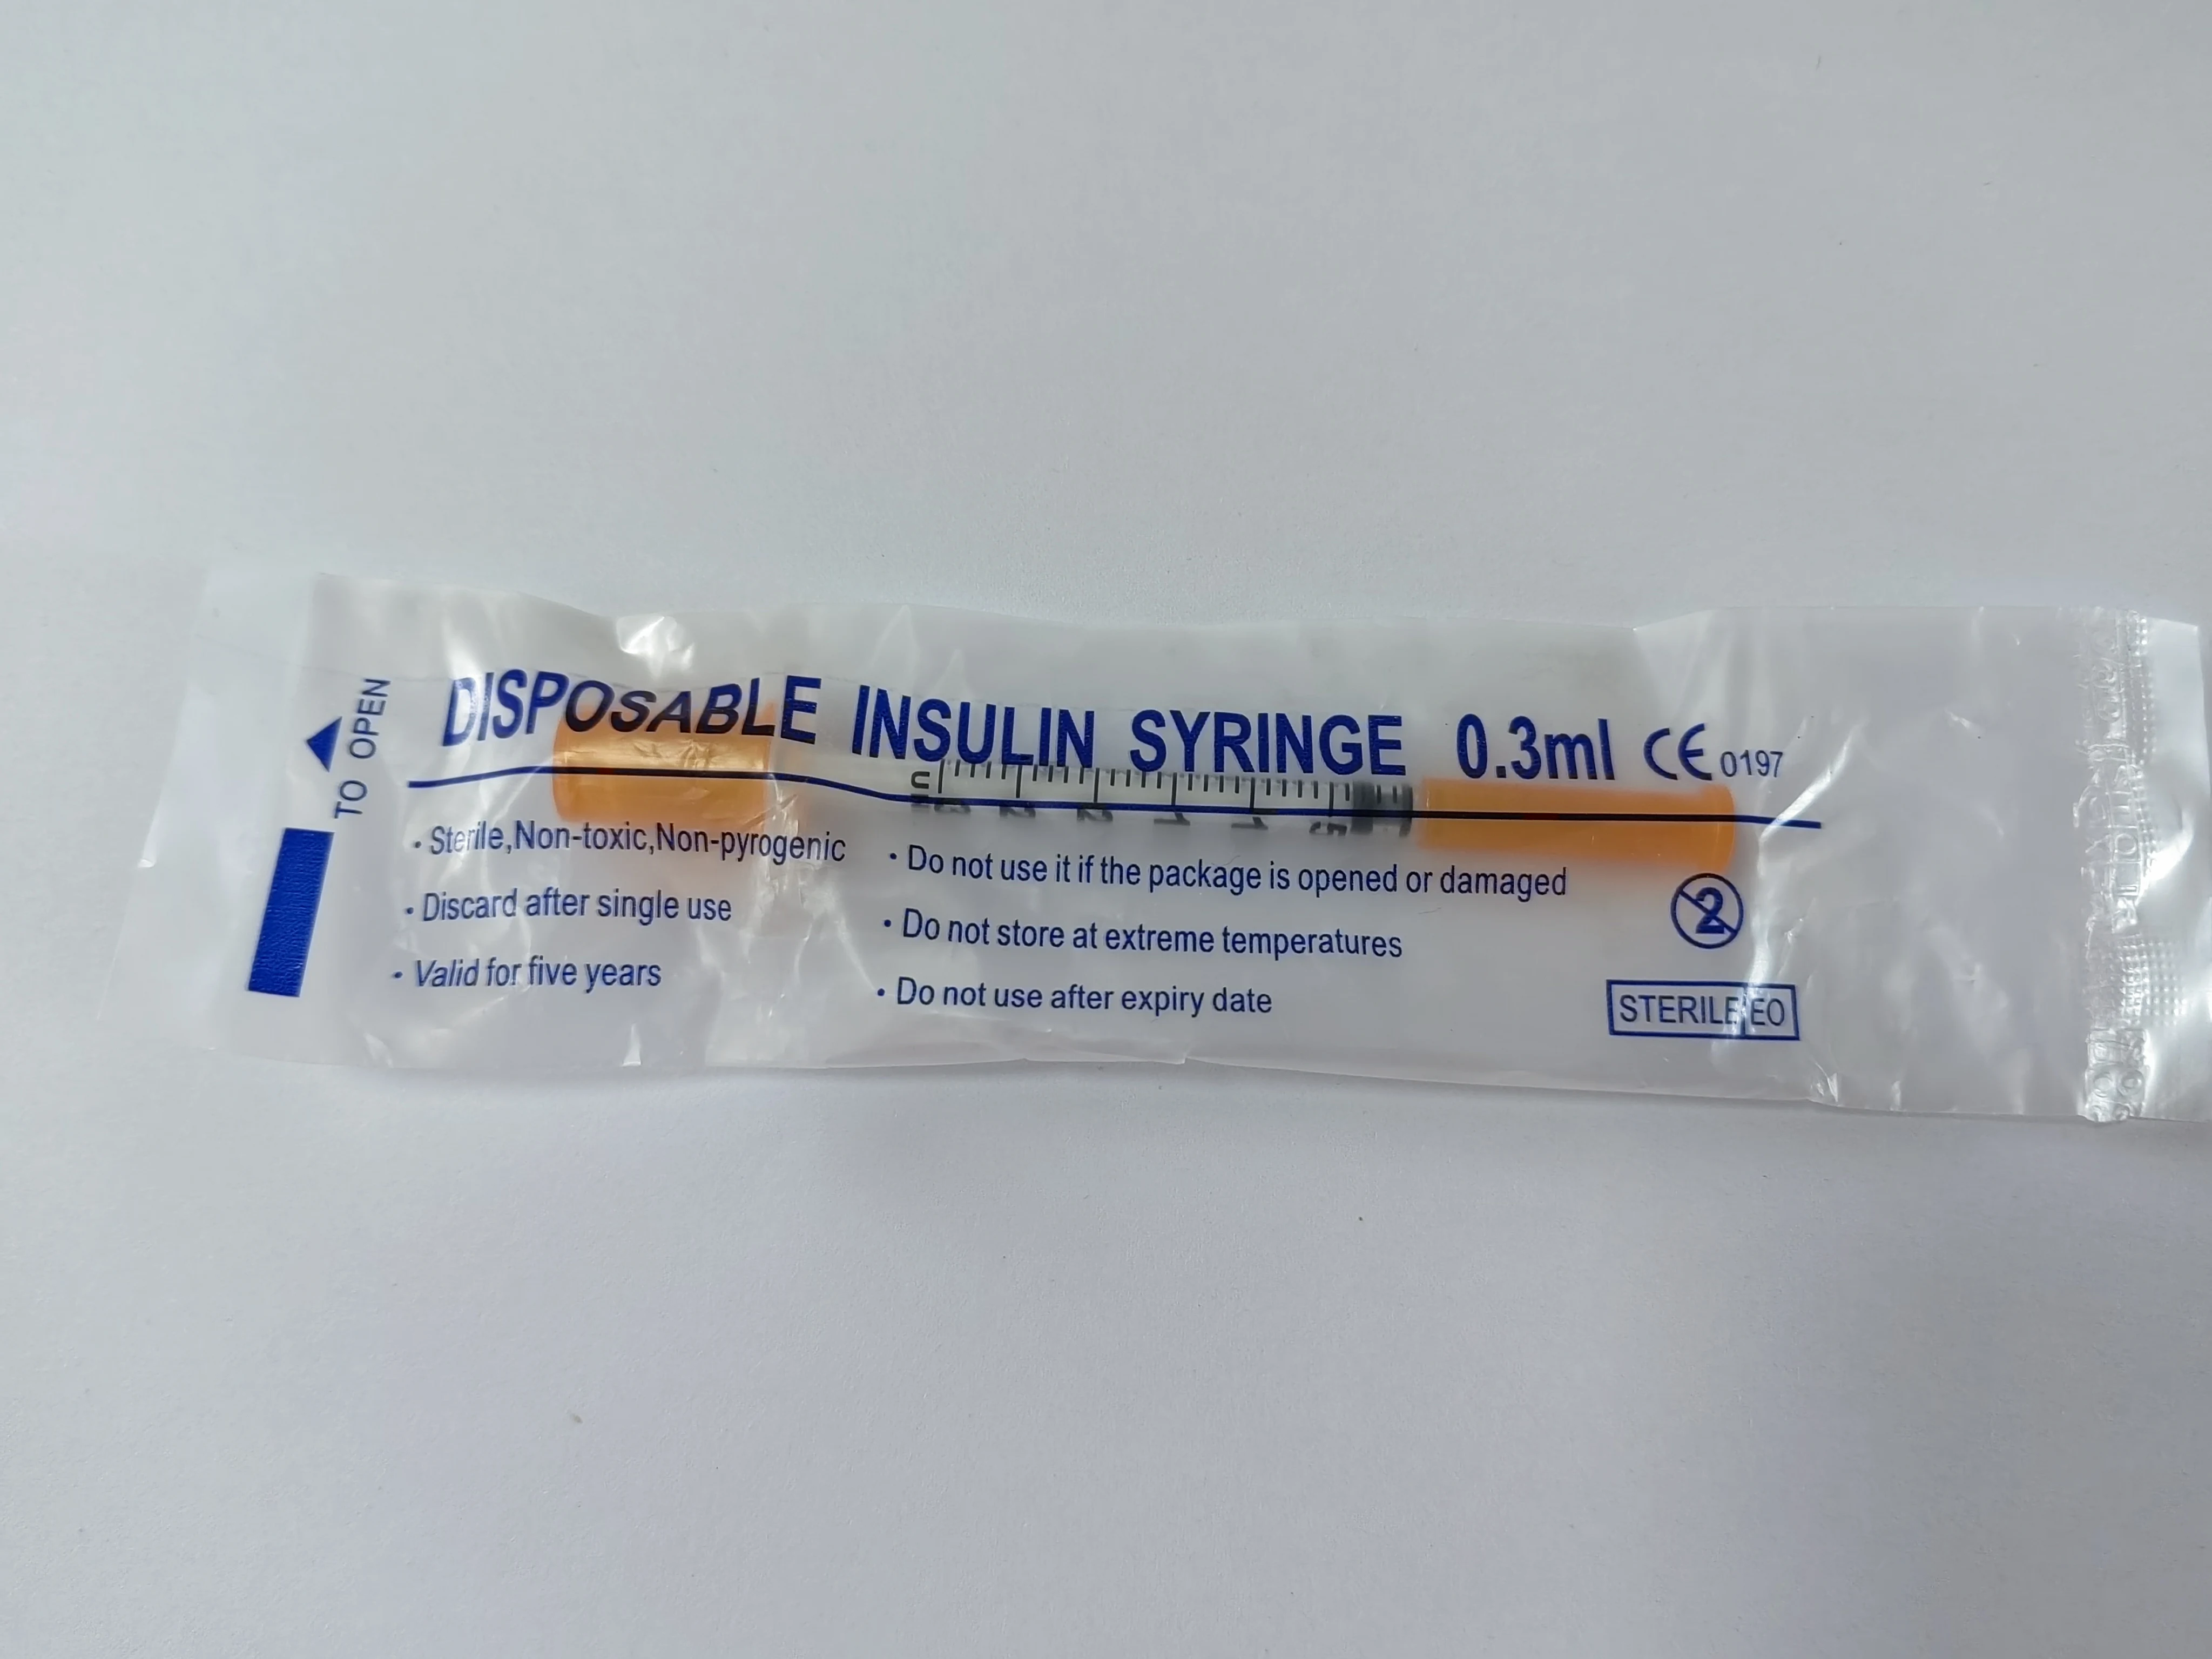 TO OPEN
DISPOSABLE INSULIN SYRINGE 0.3ml CE 0197
• Sterile,Non-toxic,Non-pyrogenic
• Discard after single use
• Valid for five years
• Do not use it if the package is opened or damaged
• Do not store at extreme temperatures
• Do not use after expiry date
2
STERILE EO